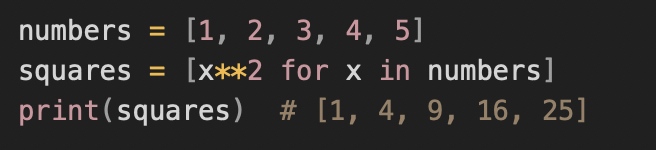 numbers = [1, 2, 3, 4, 5]
squares = [x**2 for x in numbers]
print(squares)  # [1, 4, 9, 16, 25]